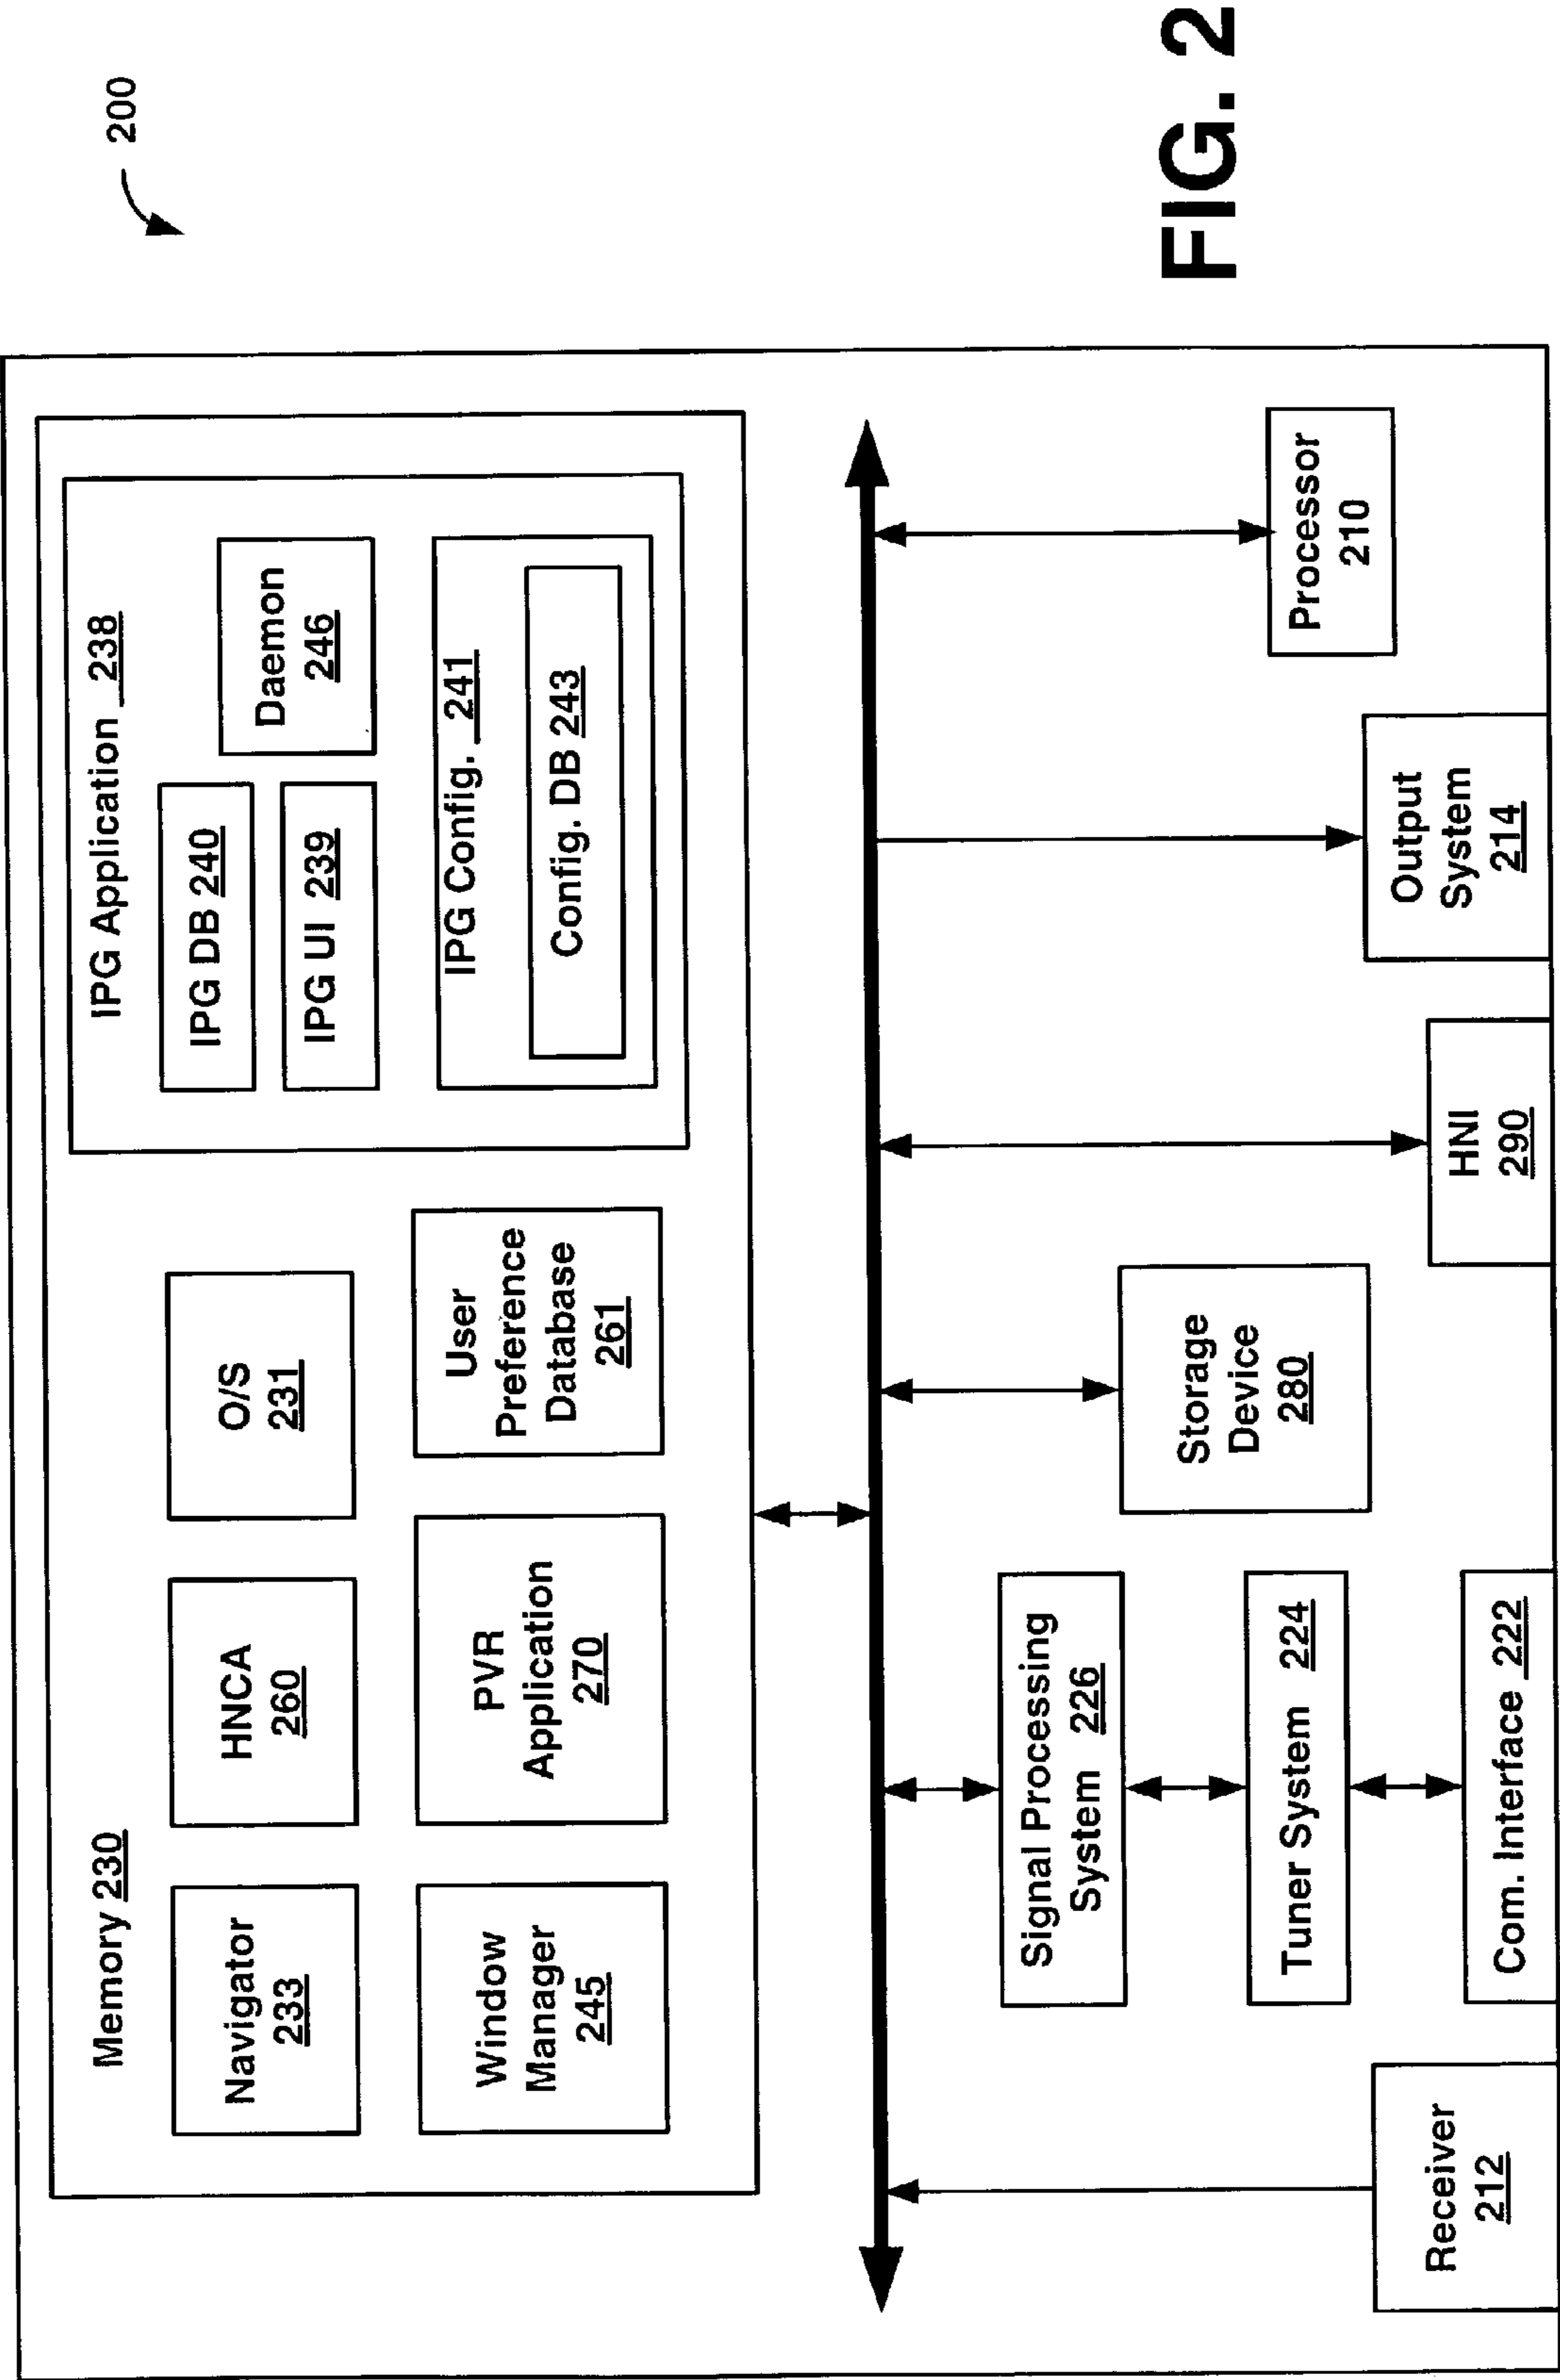 200
Memory 230
Navigator
233
HNCA
260
O/S
231
Window
Manager
245
PVR
Application
270
User
Preference
Database
261
IPG Application 238
IPG DB 240
IPG UI 239
Daemon
246
IPG Config. 241
Config. DB 243
Receiver
212
Signal Processing
System 226
Tuner System 224
Com. Interface 222
Storage
Device
280
HNI
290
Output
System
214
Processor
210
FIG. 2